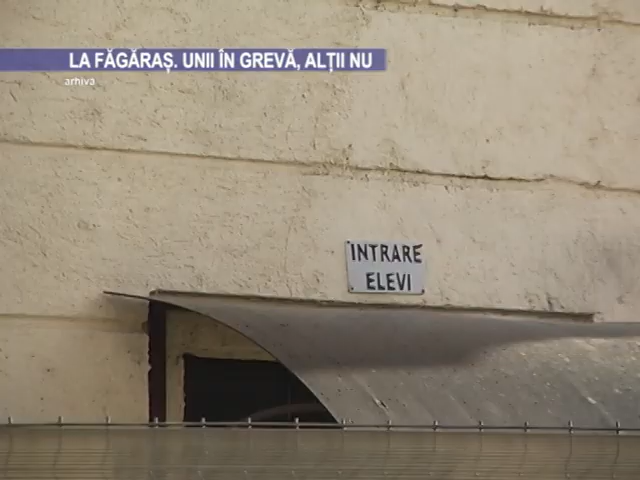 LA FĂGĂRAȘ. UNII ÎN GREVĂ, ALȚII NU
arhiva
INTRARE
ELEVI